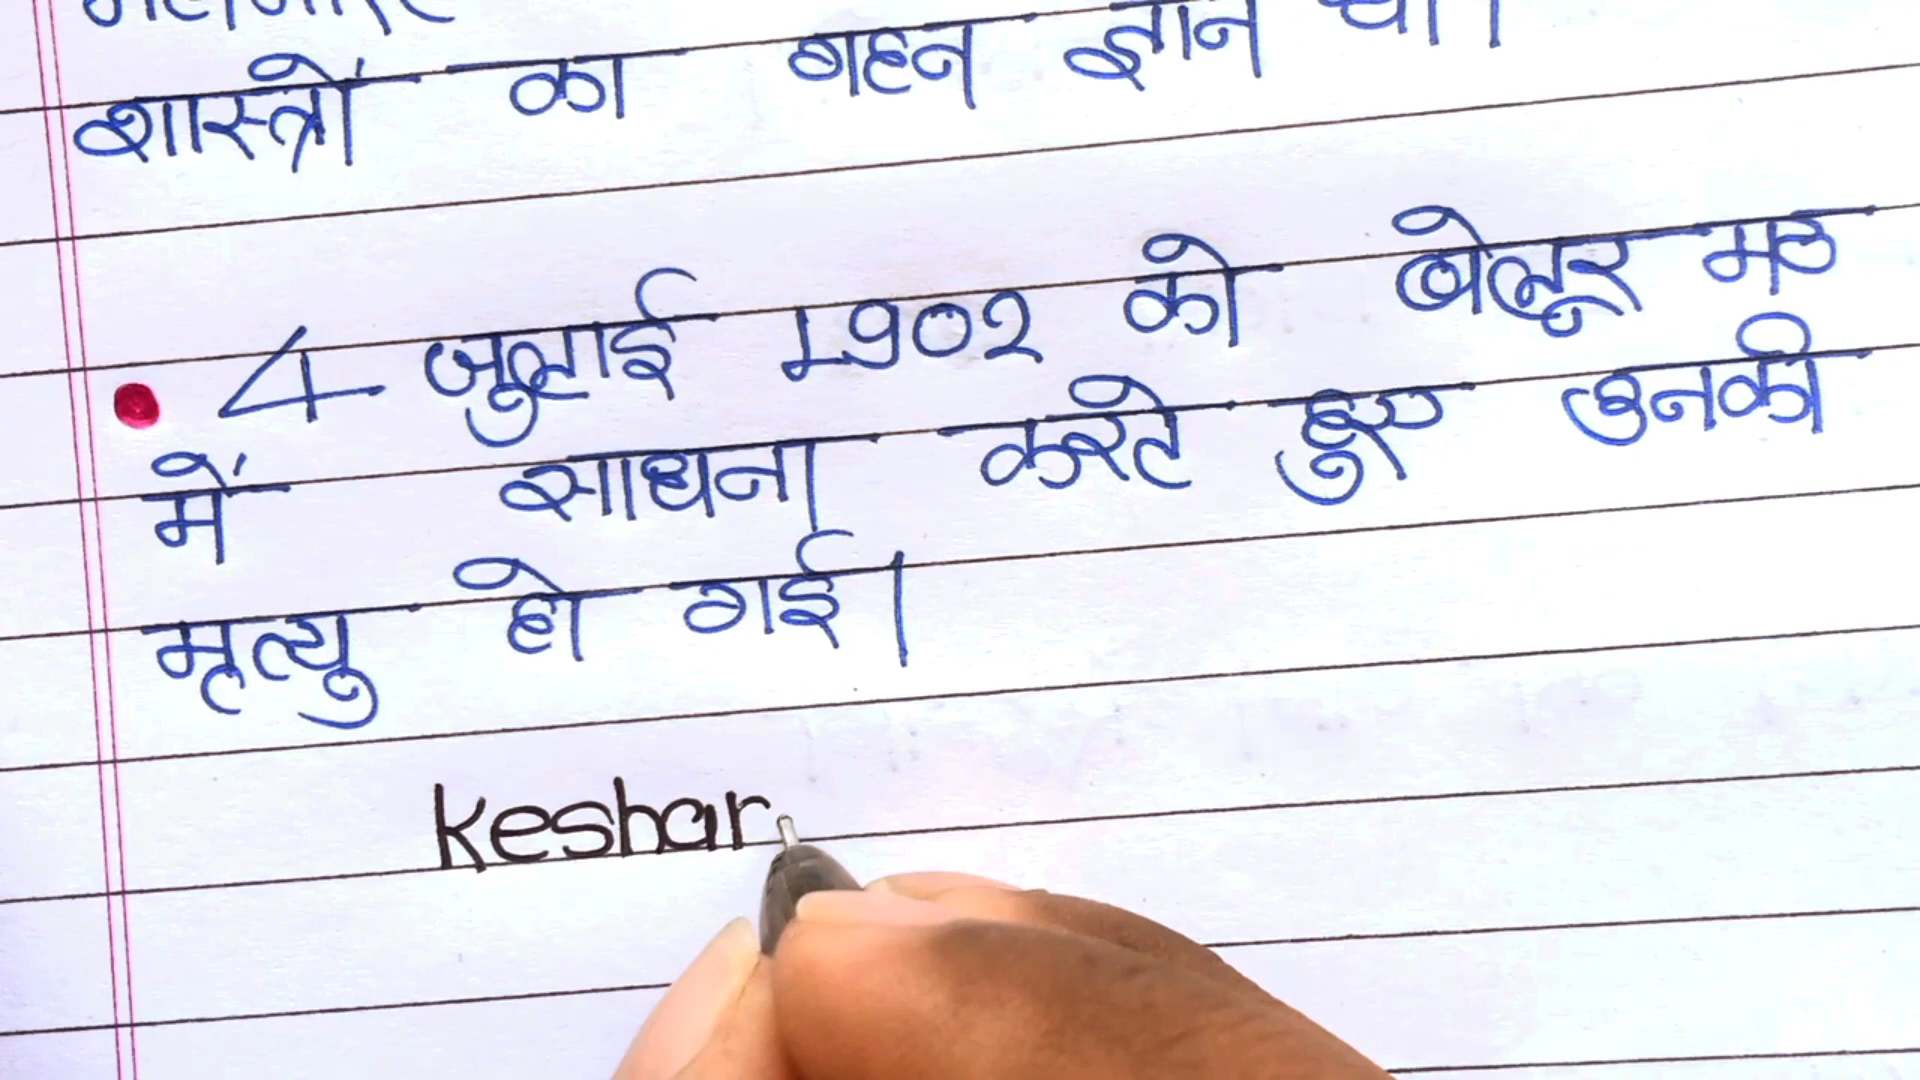 शास्त्रों का गहन ज्ञान था।
• 4 जुलाई 1902 को बेलूर मठ
में साधना करते हुए उनकी
मृत्यु हो गई।
keshar